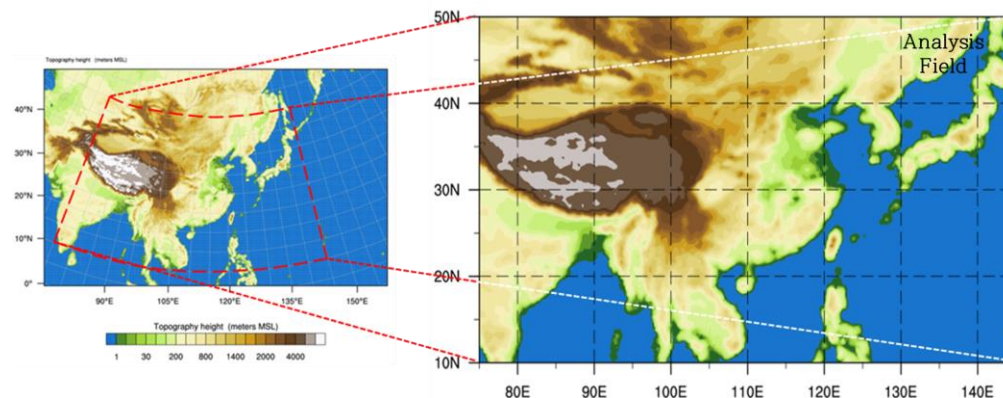 Topography height (meters MSL)
40°N
30°N
20°N
10°N
0°
90°E
105°E
120°E
135°E
150°E
Topography height (meters MSL)
1
30
200
800
1400
2000
4000
50N
40N
30N
20N
10N
80E
90E
100E
110E
120E
130E
140E
Analysis
Field